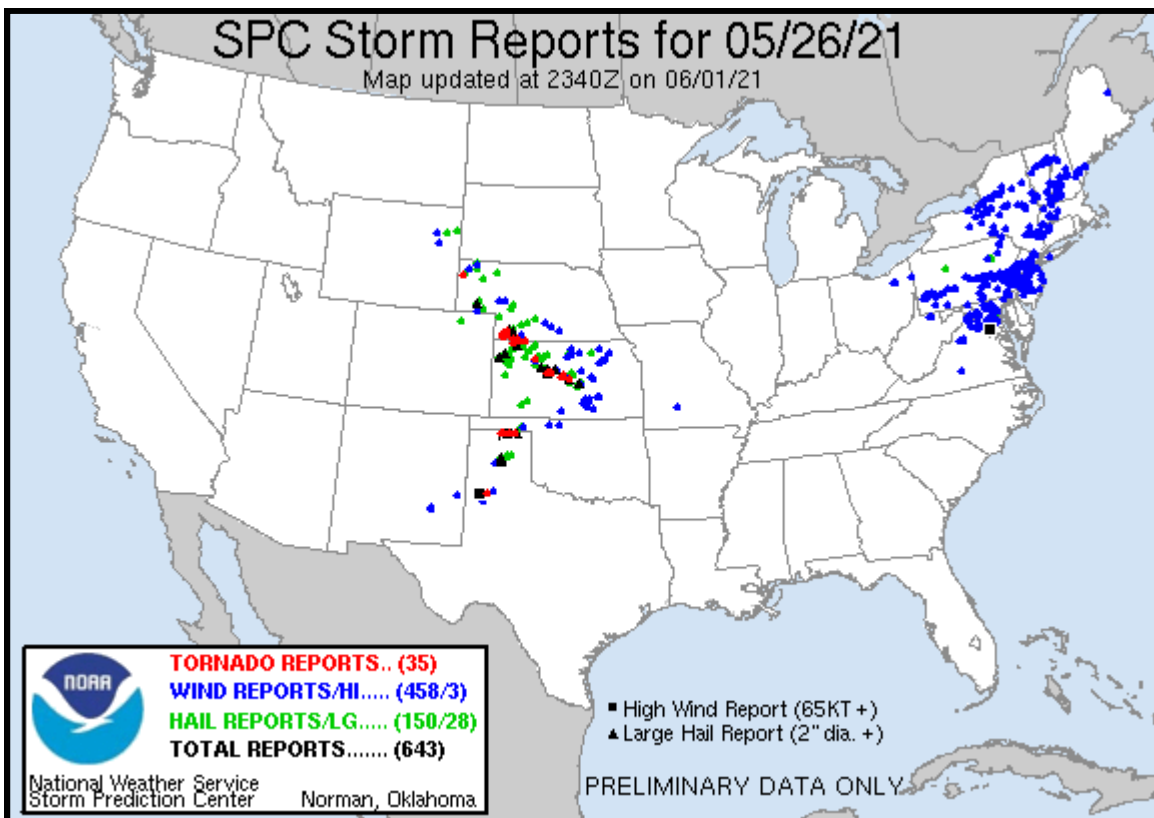 SPC Storm Reports for 05/26/21
Map updated at 2340Z on 06/01/21
NOAA
TORNADO REPORTS.. (35)
WIND REPORTS/HI..... (458/3)
HAIL REPORTS/LG..... (150/28)
TOTAL REPORTS....... (643)
National Weather Service
Storm Prediction Center Norman, Oklahoma
High Wind Report (65KT +)
Large Hail Report (2" dia. +)
PRELIMINARY DATA ONLY